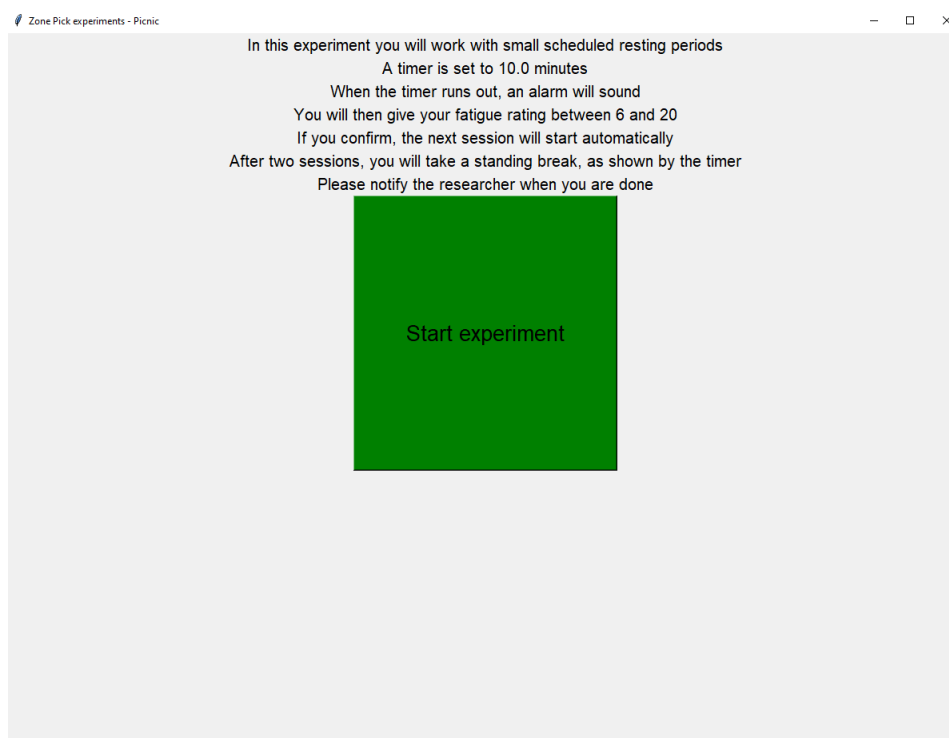 Zone Pick experiments - Picnic
In this experiment you will work with small scheduled resting periods
A timer is set to 10.0 minutes
When the timer runs out, an alarm will sound
You will then give your fatigue rating between 6 and 20
If you confirm, the next session will start automatically
After two sessions, you will take a standing break, as shown by the timer
Please notify the researcher when you are done
Start experiment